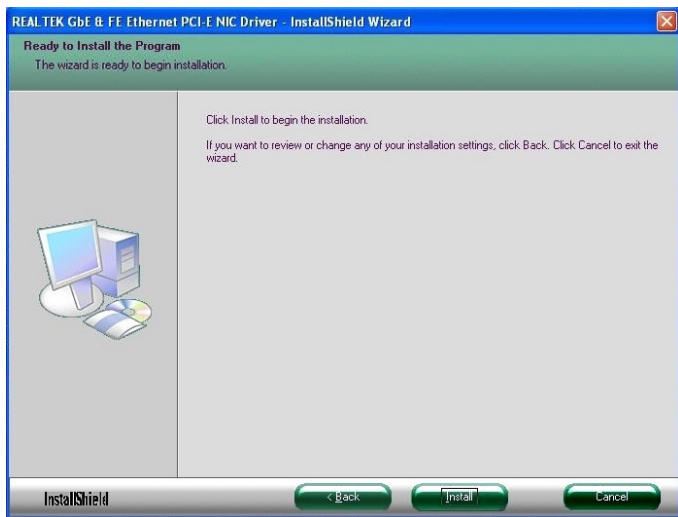 REALTEK GbE & FE Ethernet PCI-E NIC Driver - InstallShield Wizard
Ready to Install the Program
The wizard is ready to begin installation.
Click Install to begin the installation.
If you want to review or change any of your installation settings, click Back. Click Cancel to exit the
wizard.
InstallShield
< Back
Install
Cancel